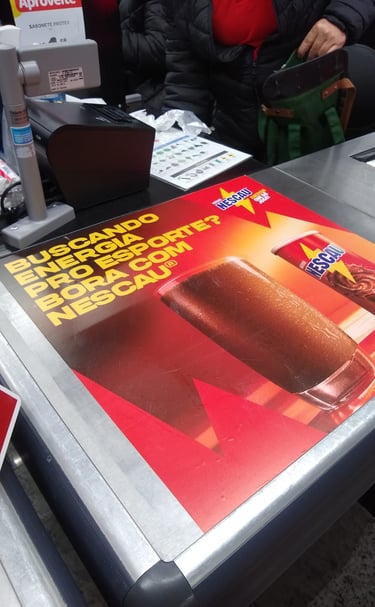 Aproveite
SABONETE PROTEX
BUSCANDO
ENERGIA
PRO ESPORTE?
BORA COM
NESCAU®
NESCAU
NESCAU